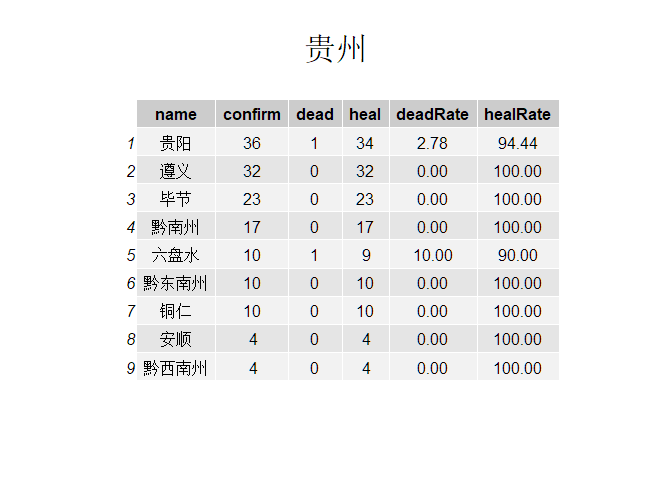 贵州
name confirm dead heal deadRate healRate
1 贵阳 36 1 34 2.78 94.44
2 遵义 32 0 32 0.00 100.00
3 毕节 23 0 23 0.00 100.00
4 黔南州 17 0 17 0.00 100.00
5 六盘水 10 1 9 10.00 90.00
6 黔东南州 10 0 10 0.00 100.00
7 铜仁 10 0 10 0.00 100.00
8 安顺 4 0 4 0.00 100.00
9 黔西南州 4 0 4 0.00 100.00